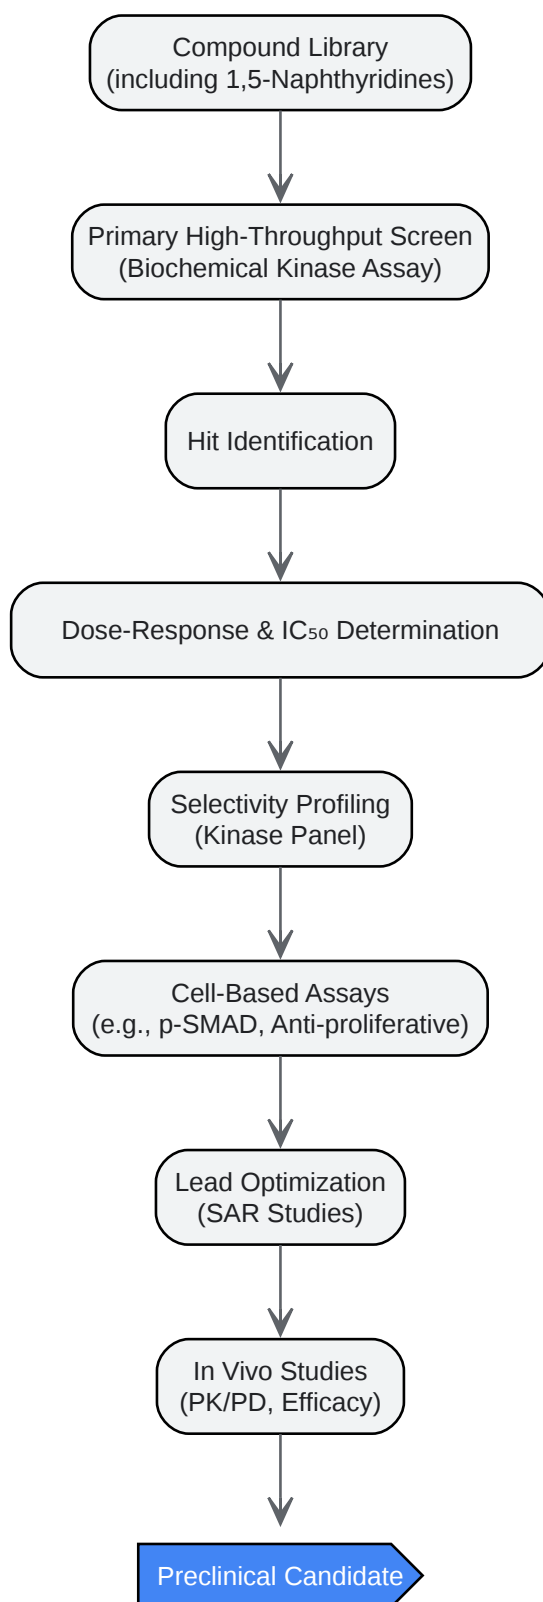 Compound Library
(including 1,5-Naphthyridines)
Primary High-Throughput Screen
(Biochemical Kinase Assay)
Hit Identification
Dose-Response & IC₅₀ Determination
Selectivity Profiling
(Kinase Panel)
Cell-Based Assays
(e.g., p-SMAD, Anti-proliferative)
Lead Optimization
(SAR Studies)
In Vivo Studies
(PK/PD, Efficacy)
Preclinical Candidate